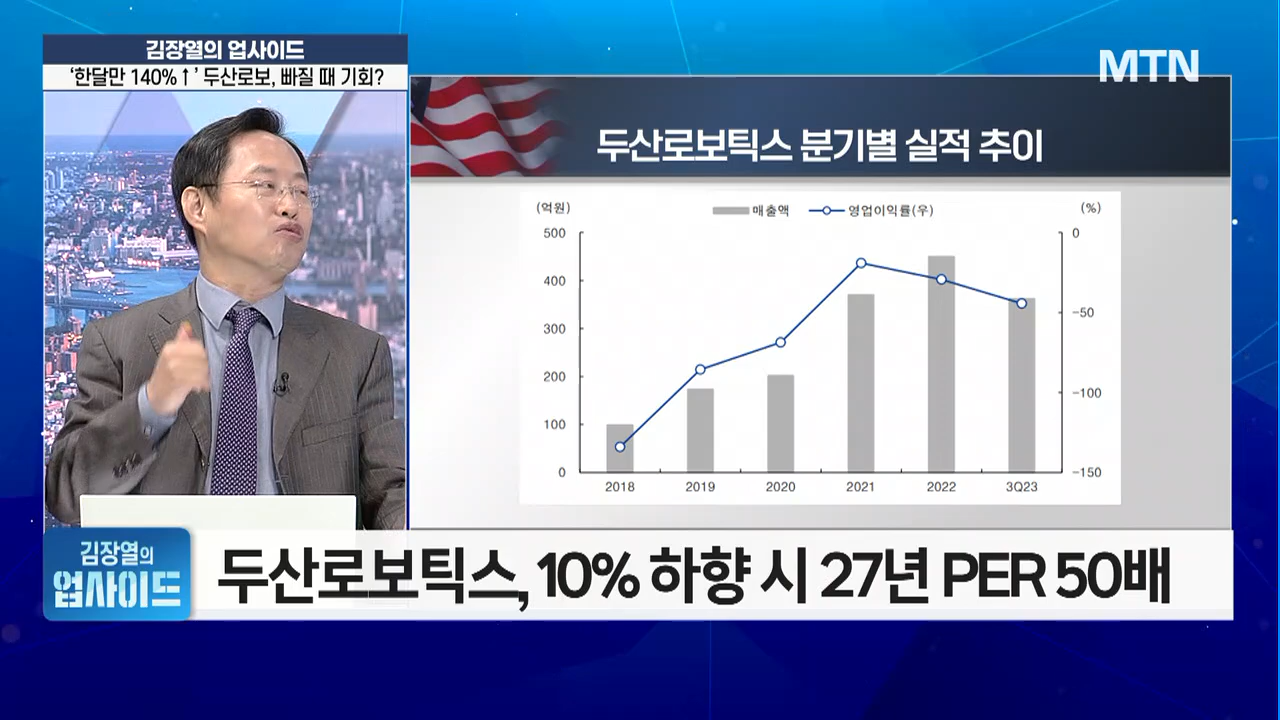 김장열의 업사이드
‘한달만 140%↑’ 두산로보, 빠질 때 기회?
MTN
두산로보틱스 분기별 실적 추이
(억원)
매출액
영업이익률(우)
(%)
500
400
300
200
100
0
0
-50
-100
-150
2018 2019 2020 2021 2022 3Q23
김장열의
업사이드
두산로보틱스, 10% 하향 시 27년 PER 50배